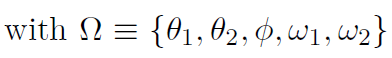 with Ω ≡ {θ₁, θ₂, ϕ, ω₁, ω₂}